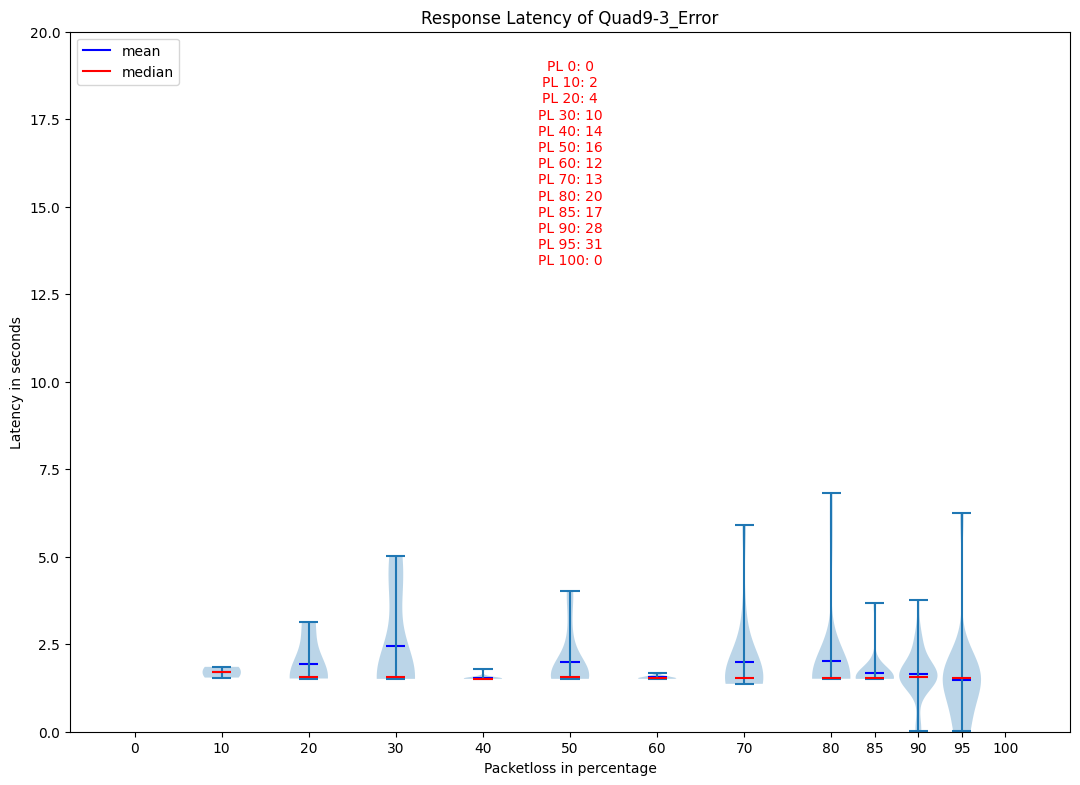 Response Latency of Quad9-3_Error
mean
median
PL 0: 0
PL 10: 2
PL 20: 4
PL 30: 10
PL 40: 14
PL 50: 16
PL 60: 12
PL 70: 13
PL 80: 20
PL 85: 17
PL 90: 28
PL 95: 31
PL 100: 0
Latency in seconds
20.0
17.5
15.0
12.5
10.0
7.5
5.0
2.5
0.0
0 10 20 30 40 50 60 70 80 85 90 95 100
Packetloss in percentage